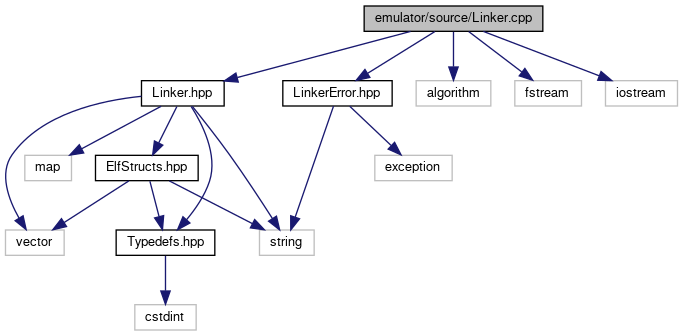 emulator/source/Linker.cpp
Linker.hpp
LinkerError.hpp
algorithm
fstream
iostream
map
ElfStructs.hpp
exception
vector
Typedefs.hpp
string
cstdint